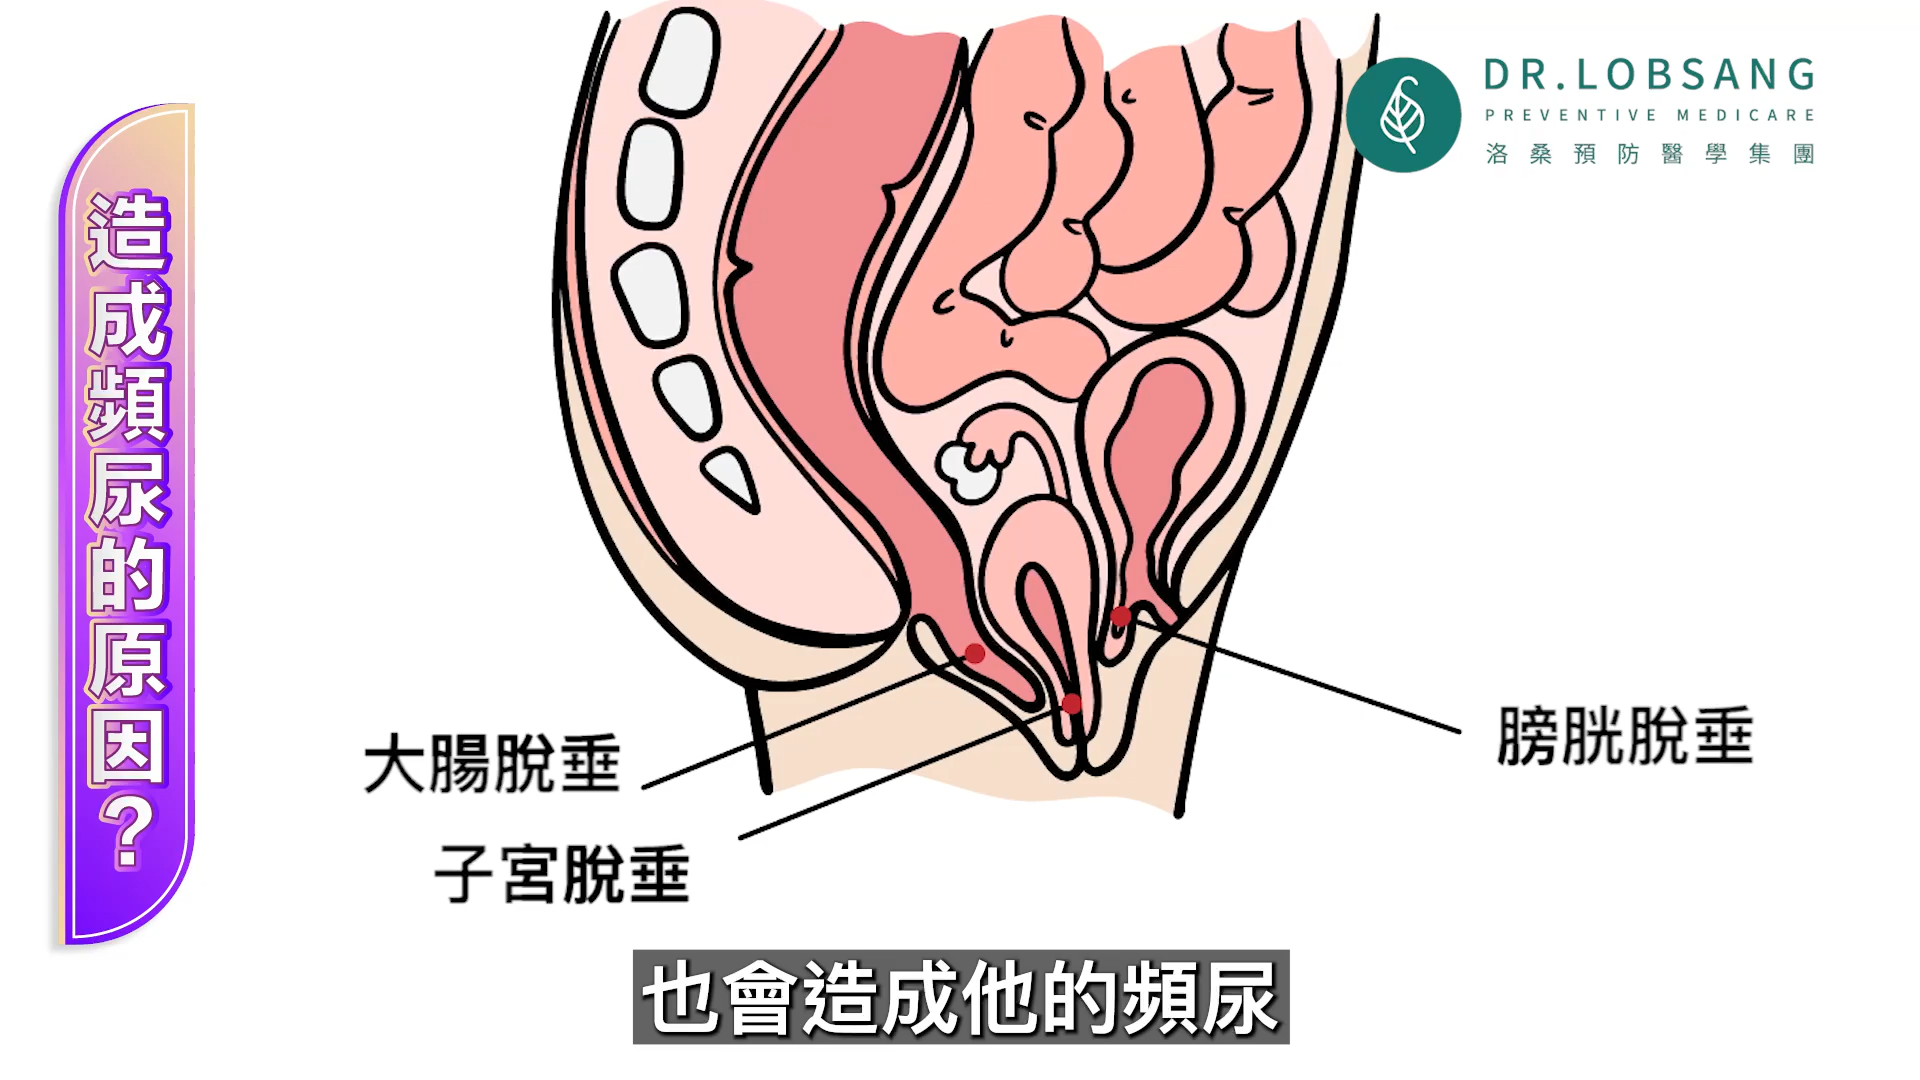 造成頻尿的原因?
DR.LOBSANG
PREVENTIVE MEDICARE
洛桑預防醫學集團
大腸脫垂
子宮脫垂
膀胱脫垂
也會造成他的頻尿